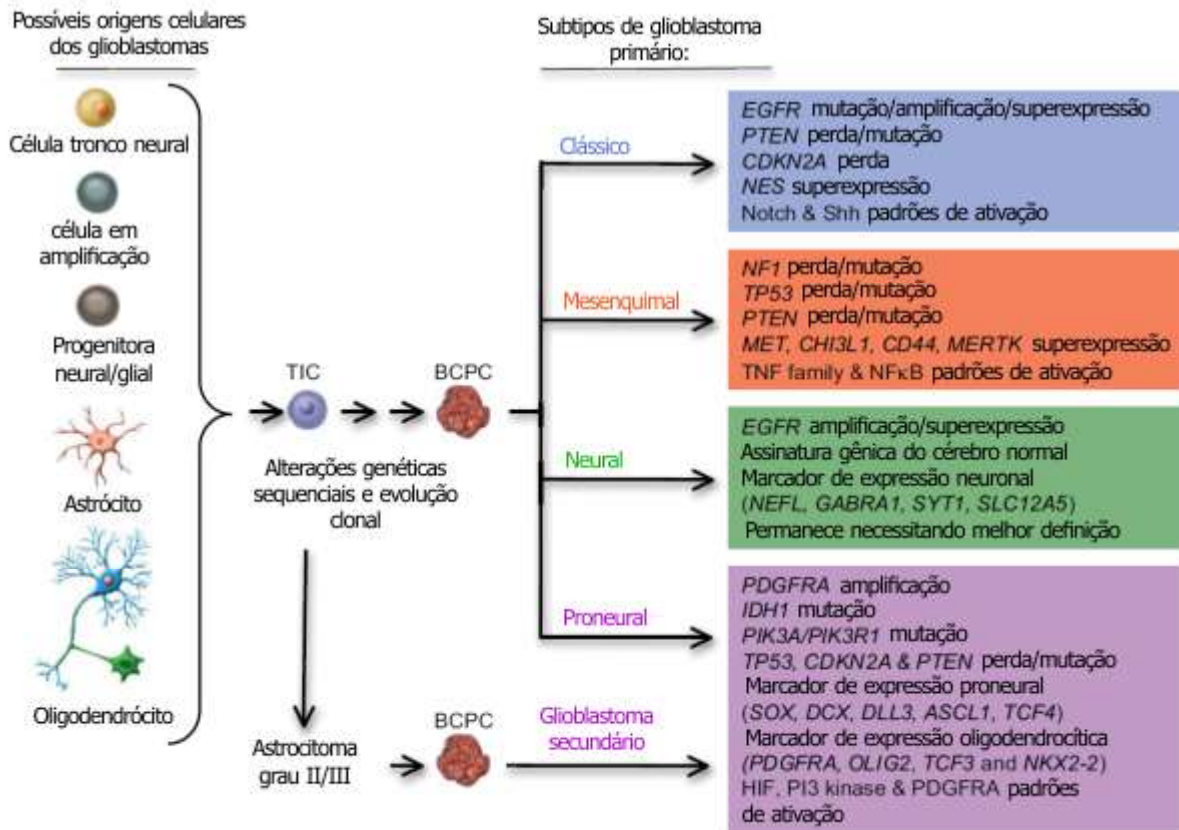 Possíveis origens celulares
dos glioblastomas
Célula tronco neural
célula em
amplificação
Progenitora
neural/glial
Astrócito
Oligodendrócito
TIC
BCPC
Alterações genéticas
sequenciais e evolução
clonal
Astrocitoma
grau II/III
BCPC
Subtipos de glioblastoma
primário:
Clássico
EGFR mutação/amplificação/superexpressão
PTEN perda/mutação
CDKN2A perda
NES superexpressão
Notch & Shh padrões de ativação
Mesenquimal
NF1 perda/mutação
TP53 perda/mutação
PTEN perda/mutação
MET, CHI3L1, CD44, MERTK superexpressão
TNF family & NFκB padrões de ativação
Neural
EGFR amplificação/superexpressão
Assinatura gênica do cérebro normal
Marcador de expressão neuronal
(NEFL, GABRA1, SYT1, SLC12A5)
Permanece necessitando melhor definição
Proneural
Glioblastoma
secundário
PDGFRA amplificação
IDH1 mutação
PIK3A/PIK3R1 mutação
TP53, CDKN2A & PTEN perda/mutação
Marcador de expressão proneural
(SOX, DCX, DLL3, ASCL1, TCF4)
Marcador de expressão oligodendrocítica
(PDGFRA, OLIG2, TCF3 and NKX2-2)
HIF, PI3 kinase & PDGFRA padrões
de ativação